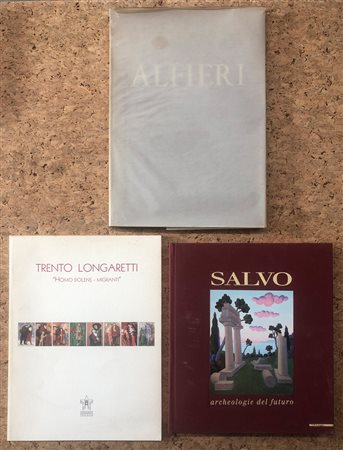 ALFIERI
TRENTO LONGARETTI
"HOMO DOLENS - MIGRANTI"
SALVO
archeologie del futuro